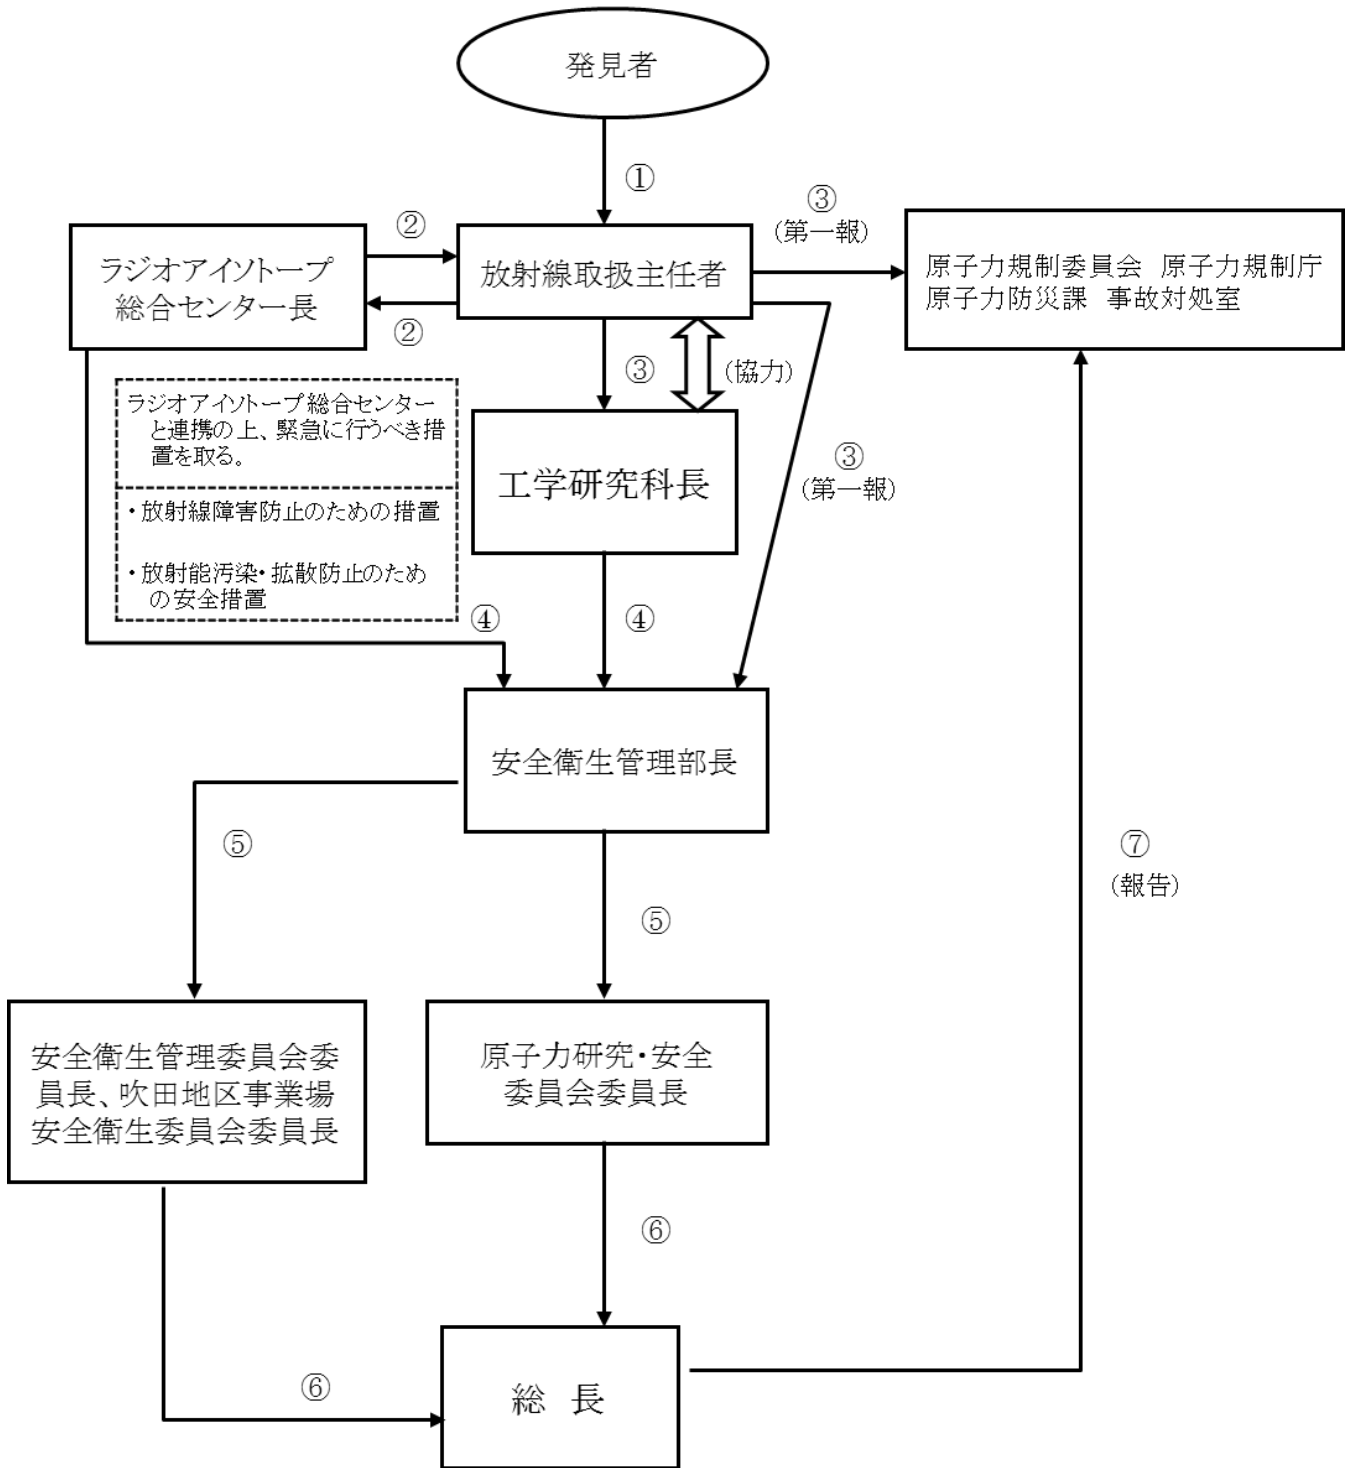 発見者
①
②
③
(第一報)
ラジオアイソトープ
総合センター長
放射線取扱主任者
原子力規制委員会 原子力規制庁
原子力防災課 事故対処室
②
③
(協力)
ラジオアイソトープ総合センター
と連携の上、緊急に行うべき措
置を取る。
・放射線障害防止のための措置
・放射能汚染・拡散防止のため
の安全措置
工学研究科長
③
(第一報)
④
④
安全衛生管理部長
⑤
⑤
⑦
(報告)
安全衛生管理委員会委
員長、吹田地区事業場
安全衛生委員会委員長
原子力研究・安全
委員会委員長
⑥
⑥
総 長